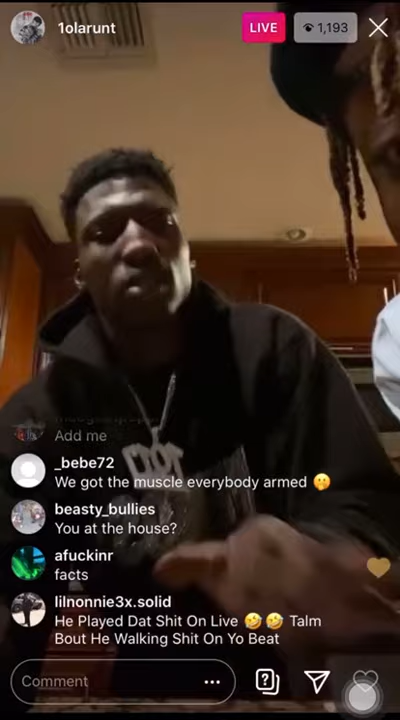 1olarunt
LIVE
1,193
Add me
_bebe72
We got the muscle everybody armed 🤫
beasty_bullies
You at the house?
afuckinr
facts
lilnonnie3x.solid
He Played Dat Shit On Live 🤣🤣 Talm
Bout He Walking Shit On Yo Beat
Comment